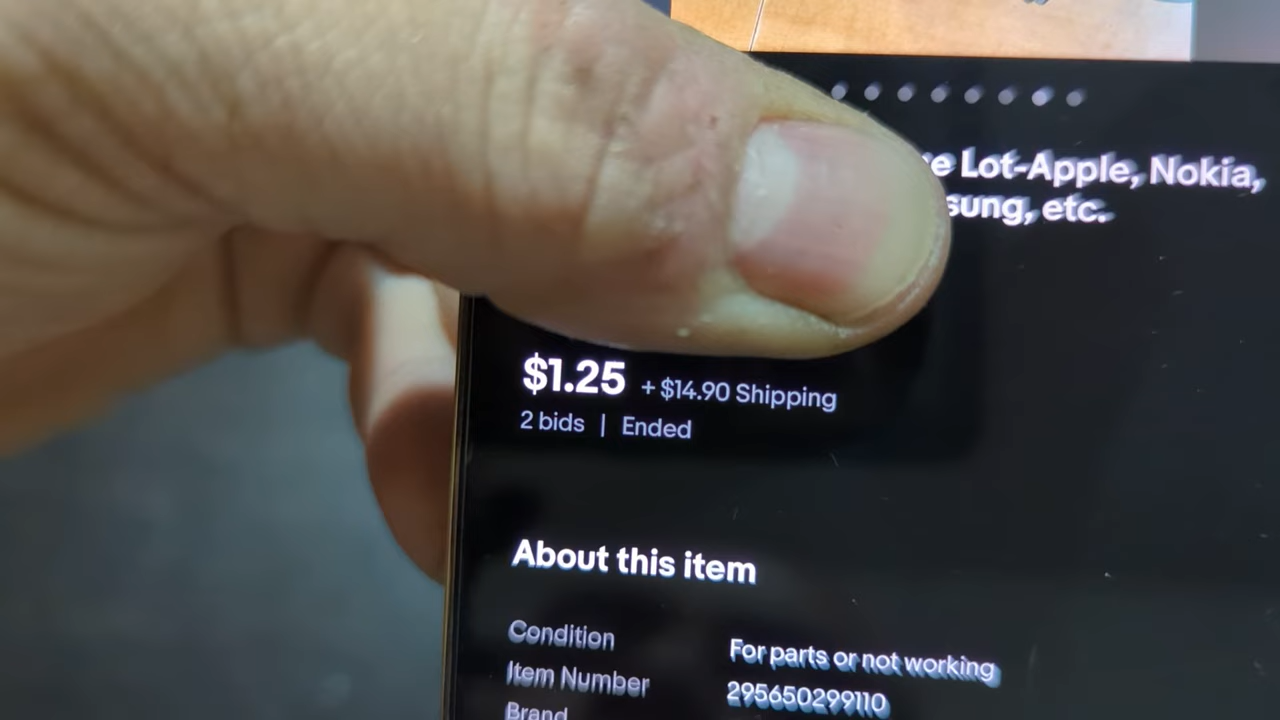 Lot-Apple, Nokia,
etc.
$1.25 + $14.90 Shipping
2 bids | Ended
About this item
Condition For parts or not working
Item Number 295650299110
Brand